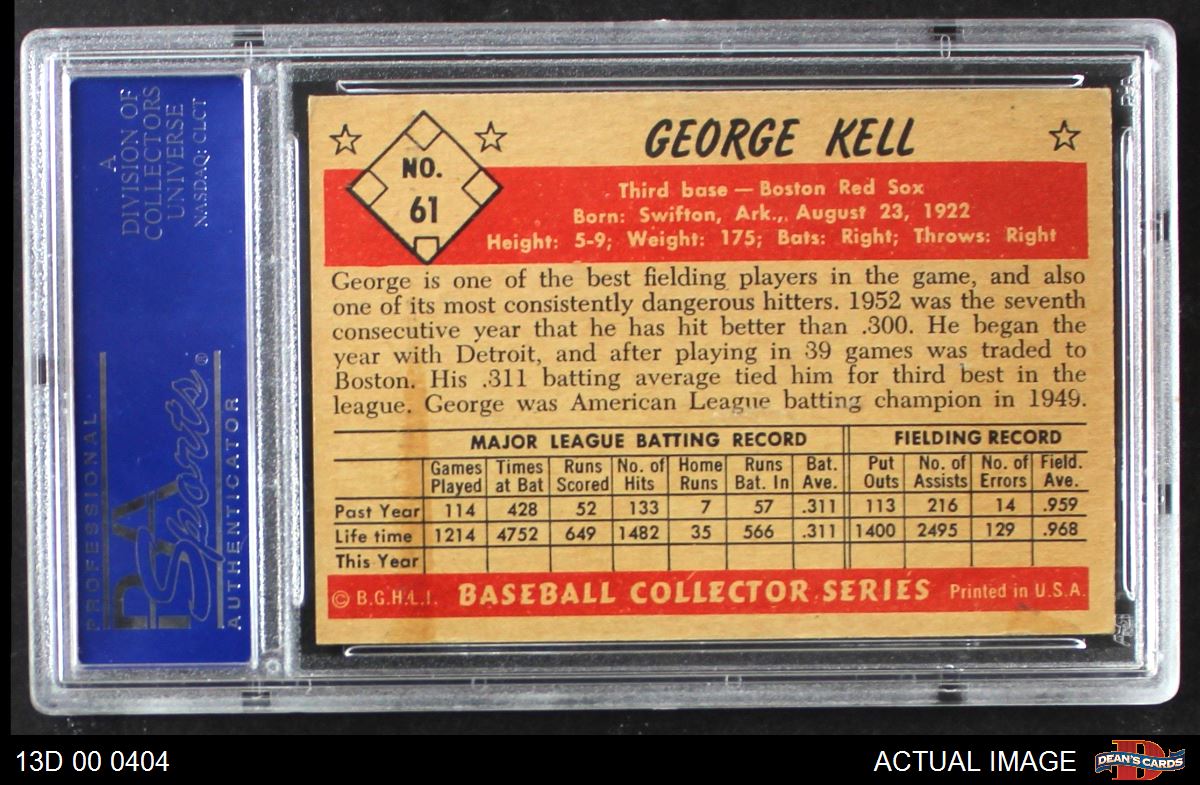 A
DIVISION OF
COLLECTORS
UNIVERSE
NASDAQ: CLCT
PROFESSIONAL
PSA
Sports®
AUTHENTICATOR
NO.
61
GEORGE KELL
Third base — Boston Red Sox
Born: Swifton, Ark., August 23, 1922
Height: 5-9; Weight: 175; Bats: Right; Throws: Right
George is one of the best fielding players in the game, and also
one of its most consistently dangerous hitters. 1952 was the seventh
consecutive year that he has hit better than .300. He began the
year with Detroit, and after playing in 39 games was traded to
Boston. His .311 batting average tied him for third best in the
league. George was American League batting champion in 1949.
MAJOR LEAGUE BATTING RECORD FIELDING RECORD
Games Times Runs No. of Home Runs Bat. Put No. of No. of Field.
Played at Bat Scored Hits Runs Bat. In Ave. Outs Assists Errors Ave.
Past Year 114 428 52 133 7 57 .311 113 216 14 .959
Life time 1214 4752 649 1482 35 566 .311 1400 2495 129 .968
This Year
© B.G.H.L.I. BASEBALL COLLECTOR SERIES Printed in U.S.A.
13D 00 0404
ACTUAL IMAGE
D
DEAN'S CARDS